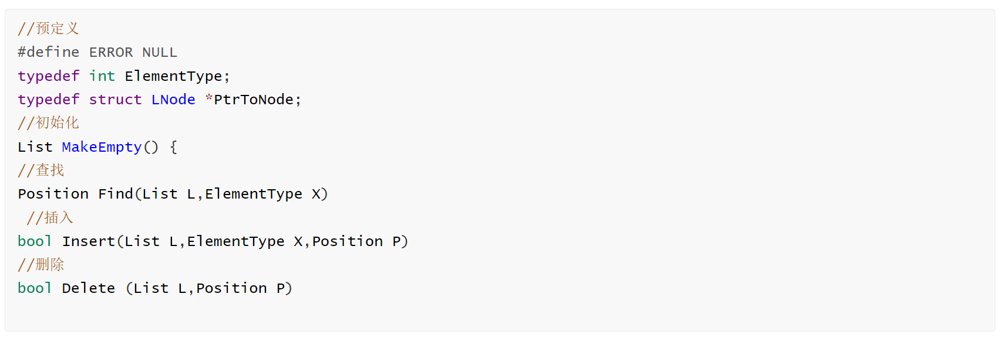 //预定义
#define ERROR NULL
typedef int ElementType;
typedef struct LNode *PtrToNode;
//初始化
List MakeEmpty() {
//查找
Position Find(List L,ElementType X)
//插入
bool Insert(List L,ElementType X,Position P)
//删除
bool Delete (List L,Position P)